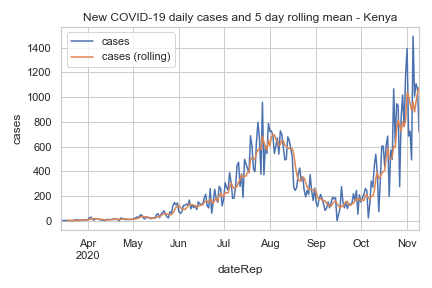 New COVID-19 daily cases and 5 day rolling mean - Kenya
cases
cases (rolling)
1400
1200
1000
800
600
400
200
0
cases
Apr
2020
May
Jun
Jul
Aug
Sep
Oct
Nov
dateRep